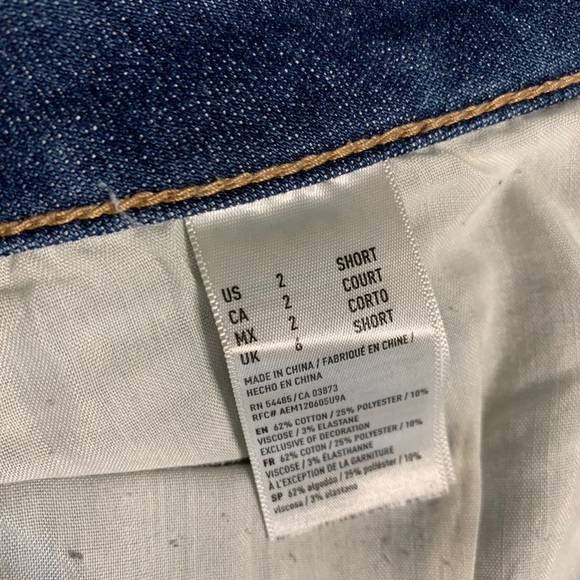 US 2 SHORT
CA 2 COURT
MX 2 CORTO
UK 6 SHORT
MADE IN CHINA / FABRIQUÉ EN CHINE /
HECHO EN CHINA
RN 54485 / CA 03873
RFC# AEM120605U9A
EN 62% COTTON / 25% POLYESTER / 10%
VISCOSE / 3% ELASTANE
EXCLUSIVE OF DECORATION
FR 62% COTON / 25% POLYESTER / 10%
VISCOSE / 3% ÉLASTHANNE
À L'EXCEPTION DE LA GARNITURE
SP 62% algodón / 25% poliéster / 10%
viscosa / 3% elastano